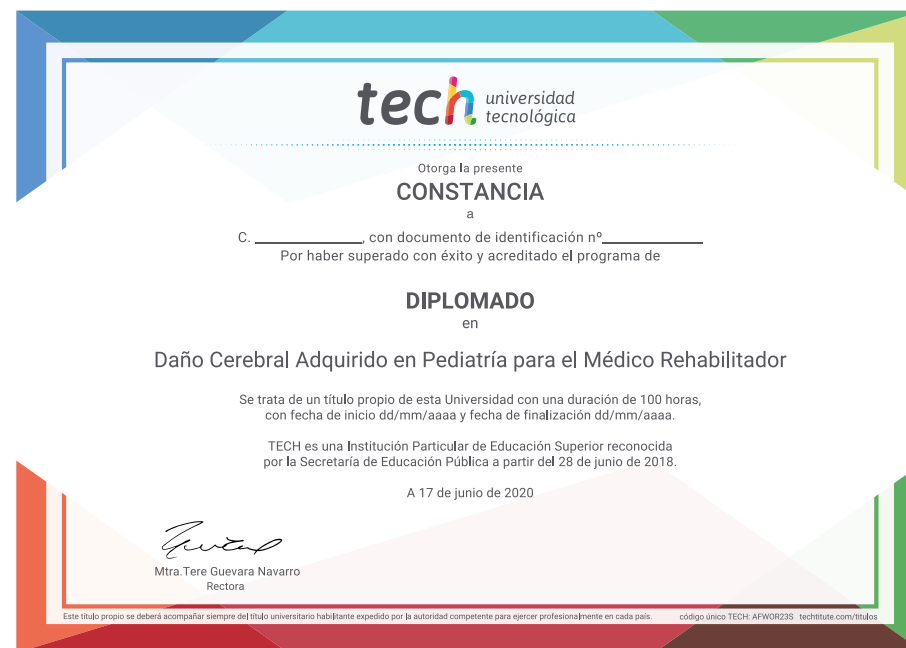 tech universidad
tecnológica
Otorga la presente
CONSTANCIA
a
C. ______________, con documento de identificación nº_____________
Por haber superado con éxito y acreditado el programa de
DIPLOMADO
en
Daño Cerebral Adquirido en Pediatría para el Médico Rehabilitador
Se trata de un título propio de esta Universidad con una duración de 100 horas,
con fecha de inicio dd/mm/aaaa y fecha de finalización dd/mm/aaaa.
TECH es una Institución Particular de Educación Superior reconocida
por la Secretaría de Educación Pública a partir del 28 de junio de 2018.
A 17 de junio de 2020
Mtra.Tere Guevara Navarro
Rectora
Este título propio se deberá acompañar siempre del título universitario habilitante expedido por la autoridad competente para ejercer profesionalmente en cada país. código único TECH: AFWOR23S techtitute.com/titulos